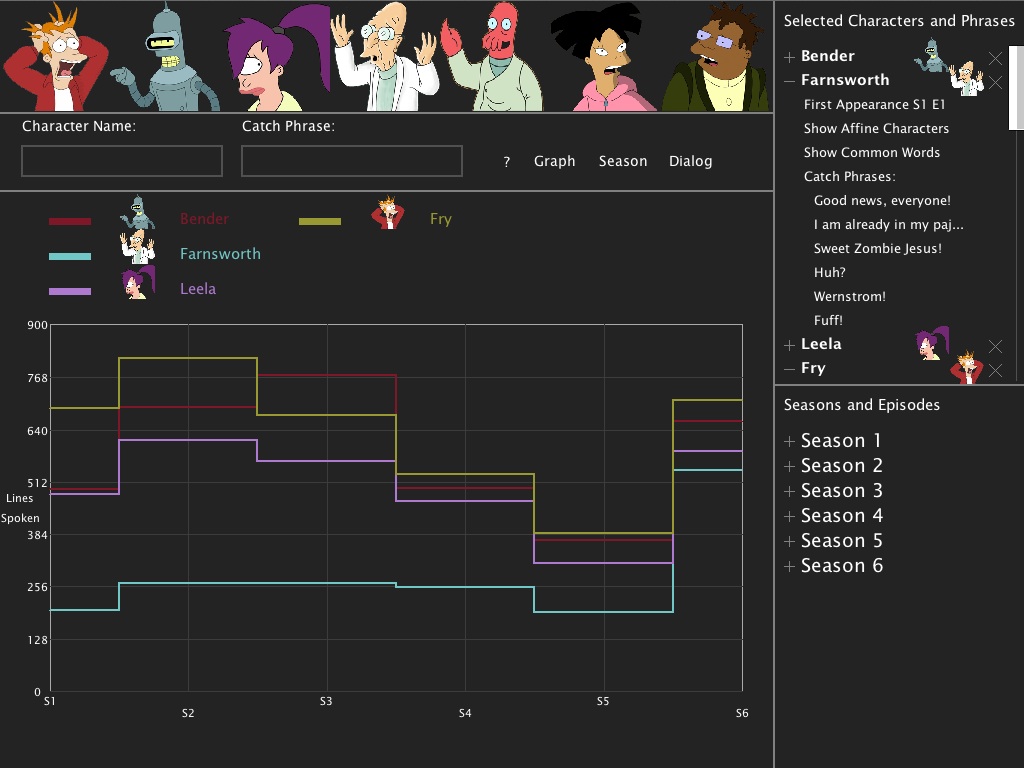 Character Name:
Catch Phrase:
? Graph Season Dialog
Bender
Fry
Farnsworth
Leela
900
768
640
512
Lines
Spoken
384
256
128
0
S1
S2
S3
S4
S5
S6
Selected Characters and Phrases
+ Bender
– Farnsworth
First Appearance S1 E1
Show Affine Characters
Show Common Words
Catch Phrases:
Good news, everyone!
I am already in my paj...
Sweet Zombie Jesus!
Huh?
Wernstrom!
Fuff!
+ Leela
– Fry
Seasons and Episodes
+ Season 1
+ Season 2
+ Season 3
+ Season 4
+ Season 5
+ Season 6